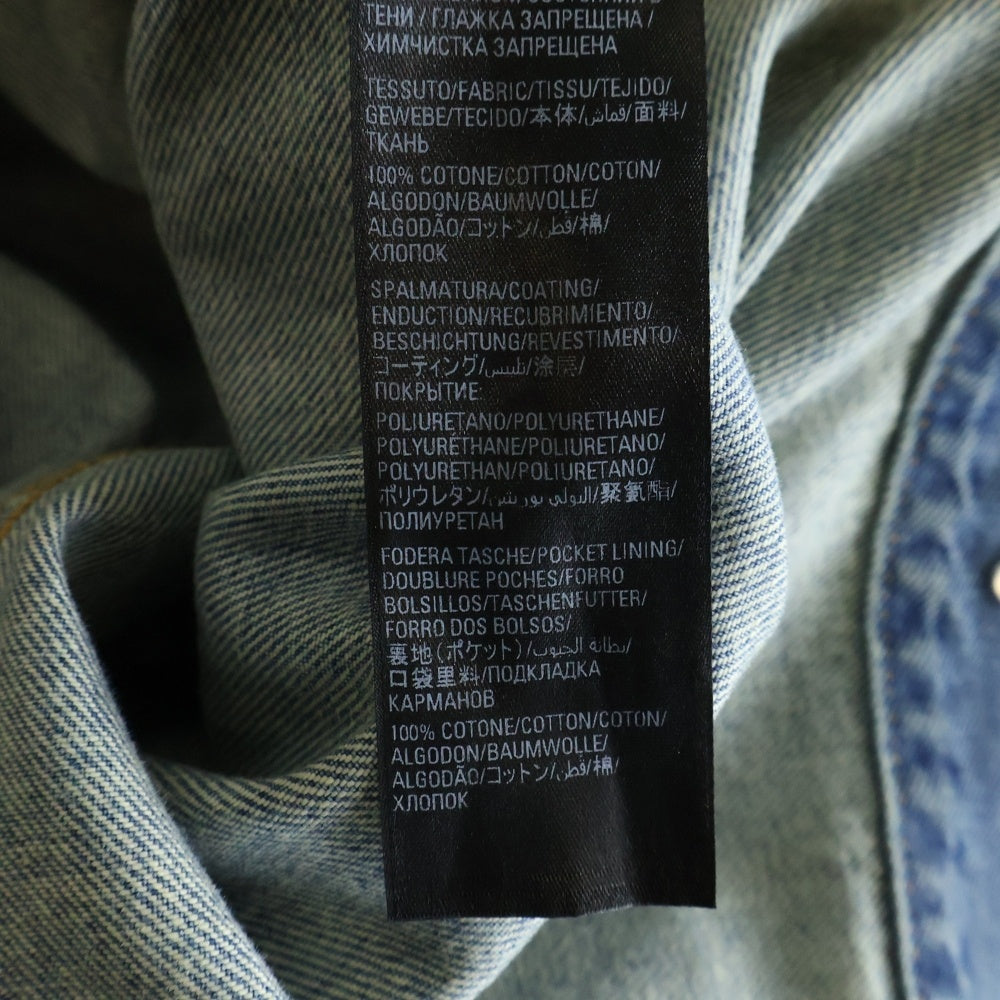 ТЕНИ / ГЛАЖКА ЗАПРЕЩЕНА /
ХИМЧИСТКА ЗАПРЕЩЕНА
TESSUTO/FABRIC/TISSU/TEJIDO/
GEWEBE/TECIDO/本体/قماش/面料/
ТКАНЬ
100% COTONE/COTTON/COTON/
ALGODON/BAUMWOLLE/
ALGODÃO/コットン/قطن/棉/
ХЛОПОК
SPALMATURA/COATING/
ENDUCTION/RECUBRIMIENTO/
BESCHICHTUNG/REVESTIMENTO/
コーティング/تلبيس/涂层/
ПОКРЫТИЕ:
POLIURETANO/POLYURETHANE/
POLYURÉTHANE/POLIURETANO/
POLYURETHAN/POLIURETANO/
ポリウレタン/البولي يوريثين/聚氨酯/
ПОЛИУРЕТАН
FODERA TASCHE/POCKET LINING/
DOUBLURE POCHES/FORRO
BOLSILLOS/TASCHENFUTTER/
FORRO DOS BOLSOS/
裏地(ポケット)/بطانة الجيوب/
口袋里料/ПОДКЛАДКА
КАРМАНОВ
100% COTONE/COTTON/COTON/
ALGODON/BAUMWOLLE/
ALGODÃO/コットン/قطن/棉/
ХЛОПОК